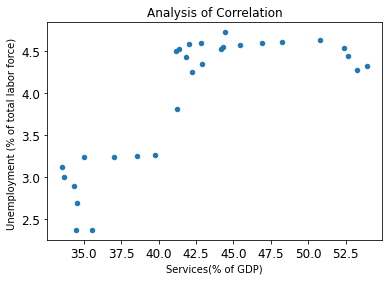 Analysis of Correlation
Unemployment (% of total labor force)
4.5
4.0
3.5
3.0
2.5
35.0 37.5 40.0 42.5 45.0 47.5 50.0 52.5
Services(% of GDP)